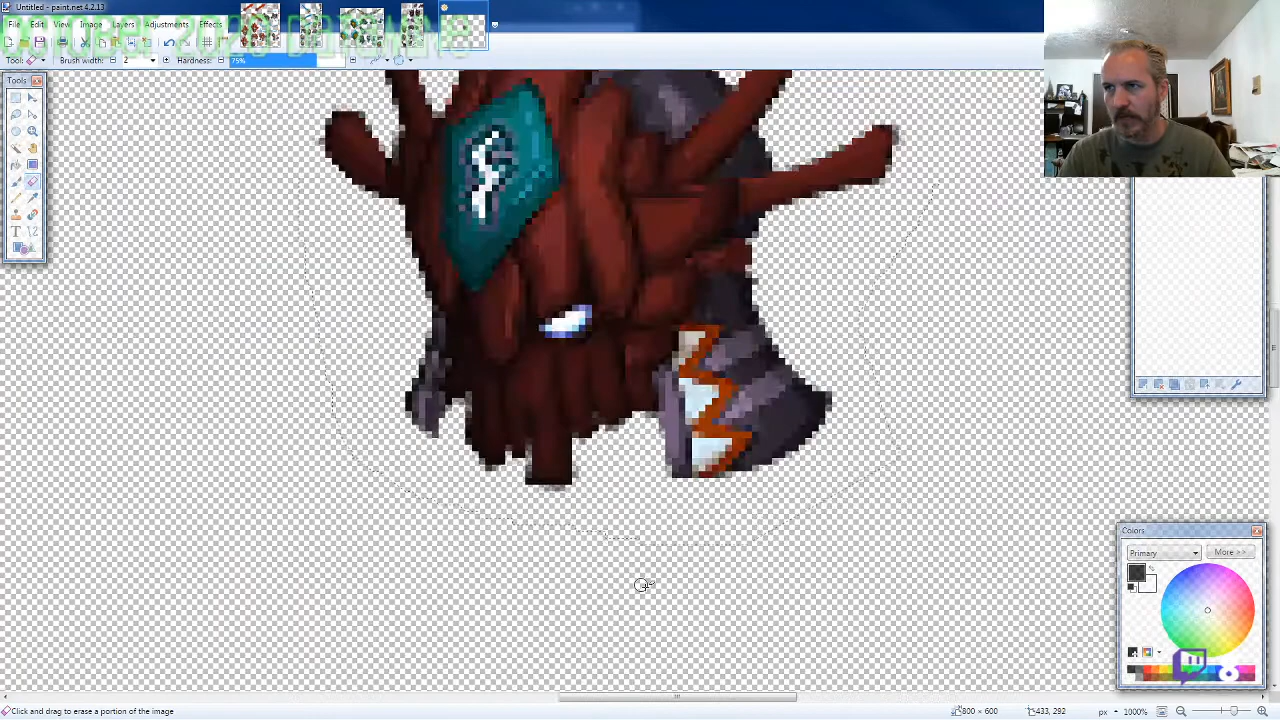 Untitled - paint.net 4.2.13
File Edit View Image Layers Adjustments Effects
Tool: Brush width: 2 Hardness: 75%
Tools
Colors
Primary More >>
Click and drag to erase a portion of the image
800 × 600 433, 292 px 1000%